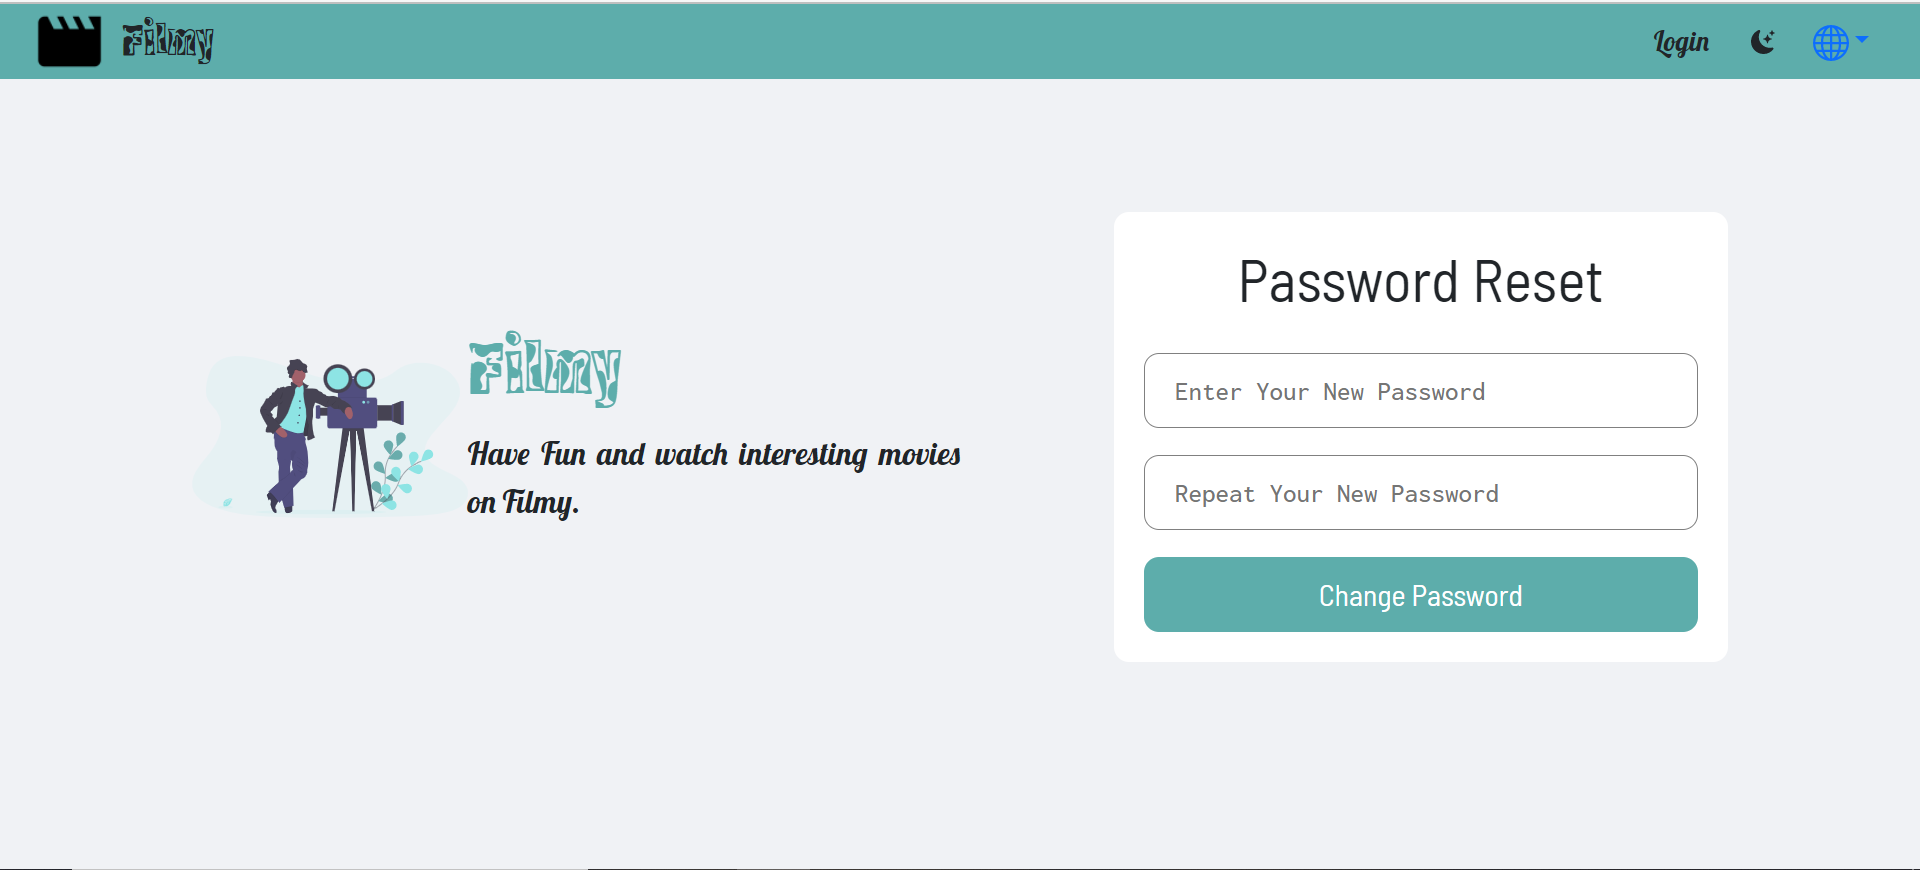 Filmy
Login
Filmy
Have Fun and watch interesting movies
on Filmy.
Password Reset
Enter Your New Password
Repeat Your New Password
Change Password